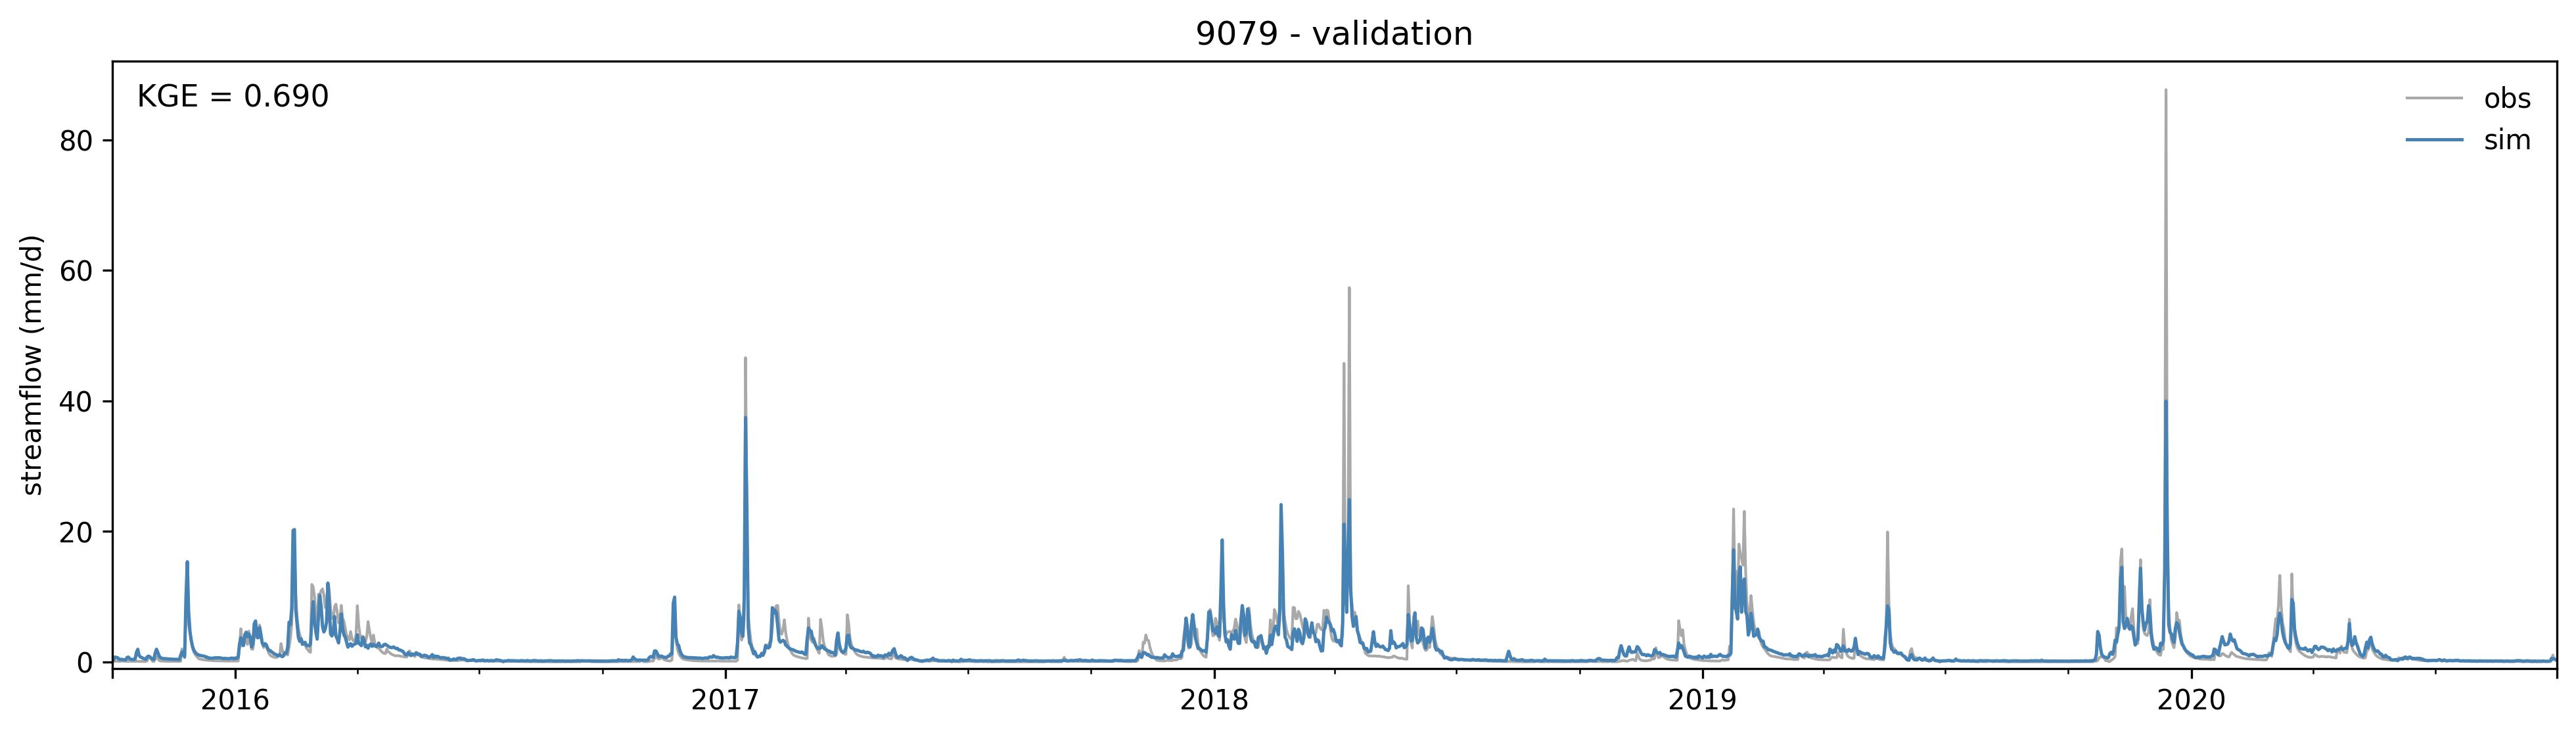 9079 - validation
KGE = 0.690
obs
sim
streamflow (mm/d)
80
60
40
20
0
2016 2017 2018 2019 2020